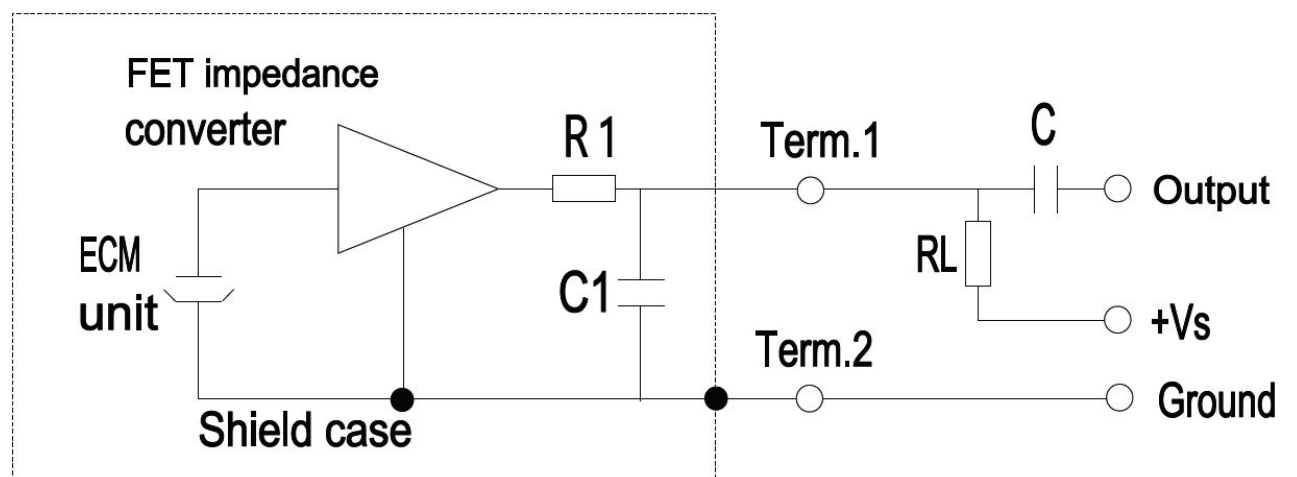 FET impedance
converter
R 1
Term.1
C
Output
ECM
unit
C1
RL
+Vs
Term.2
Ground
Shield case